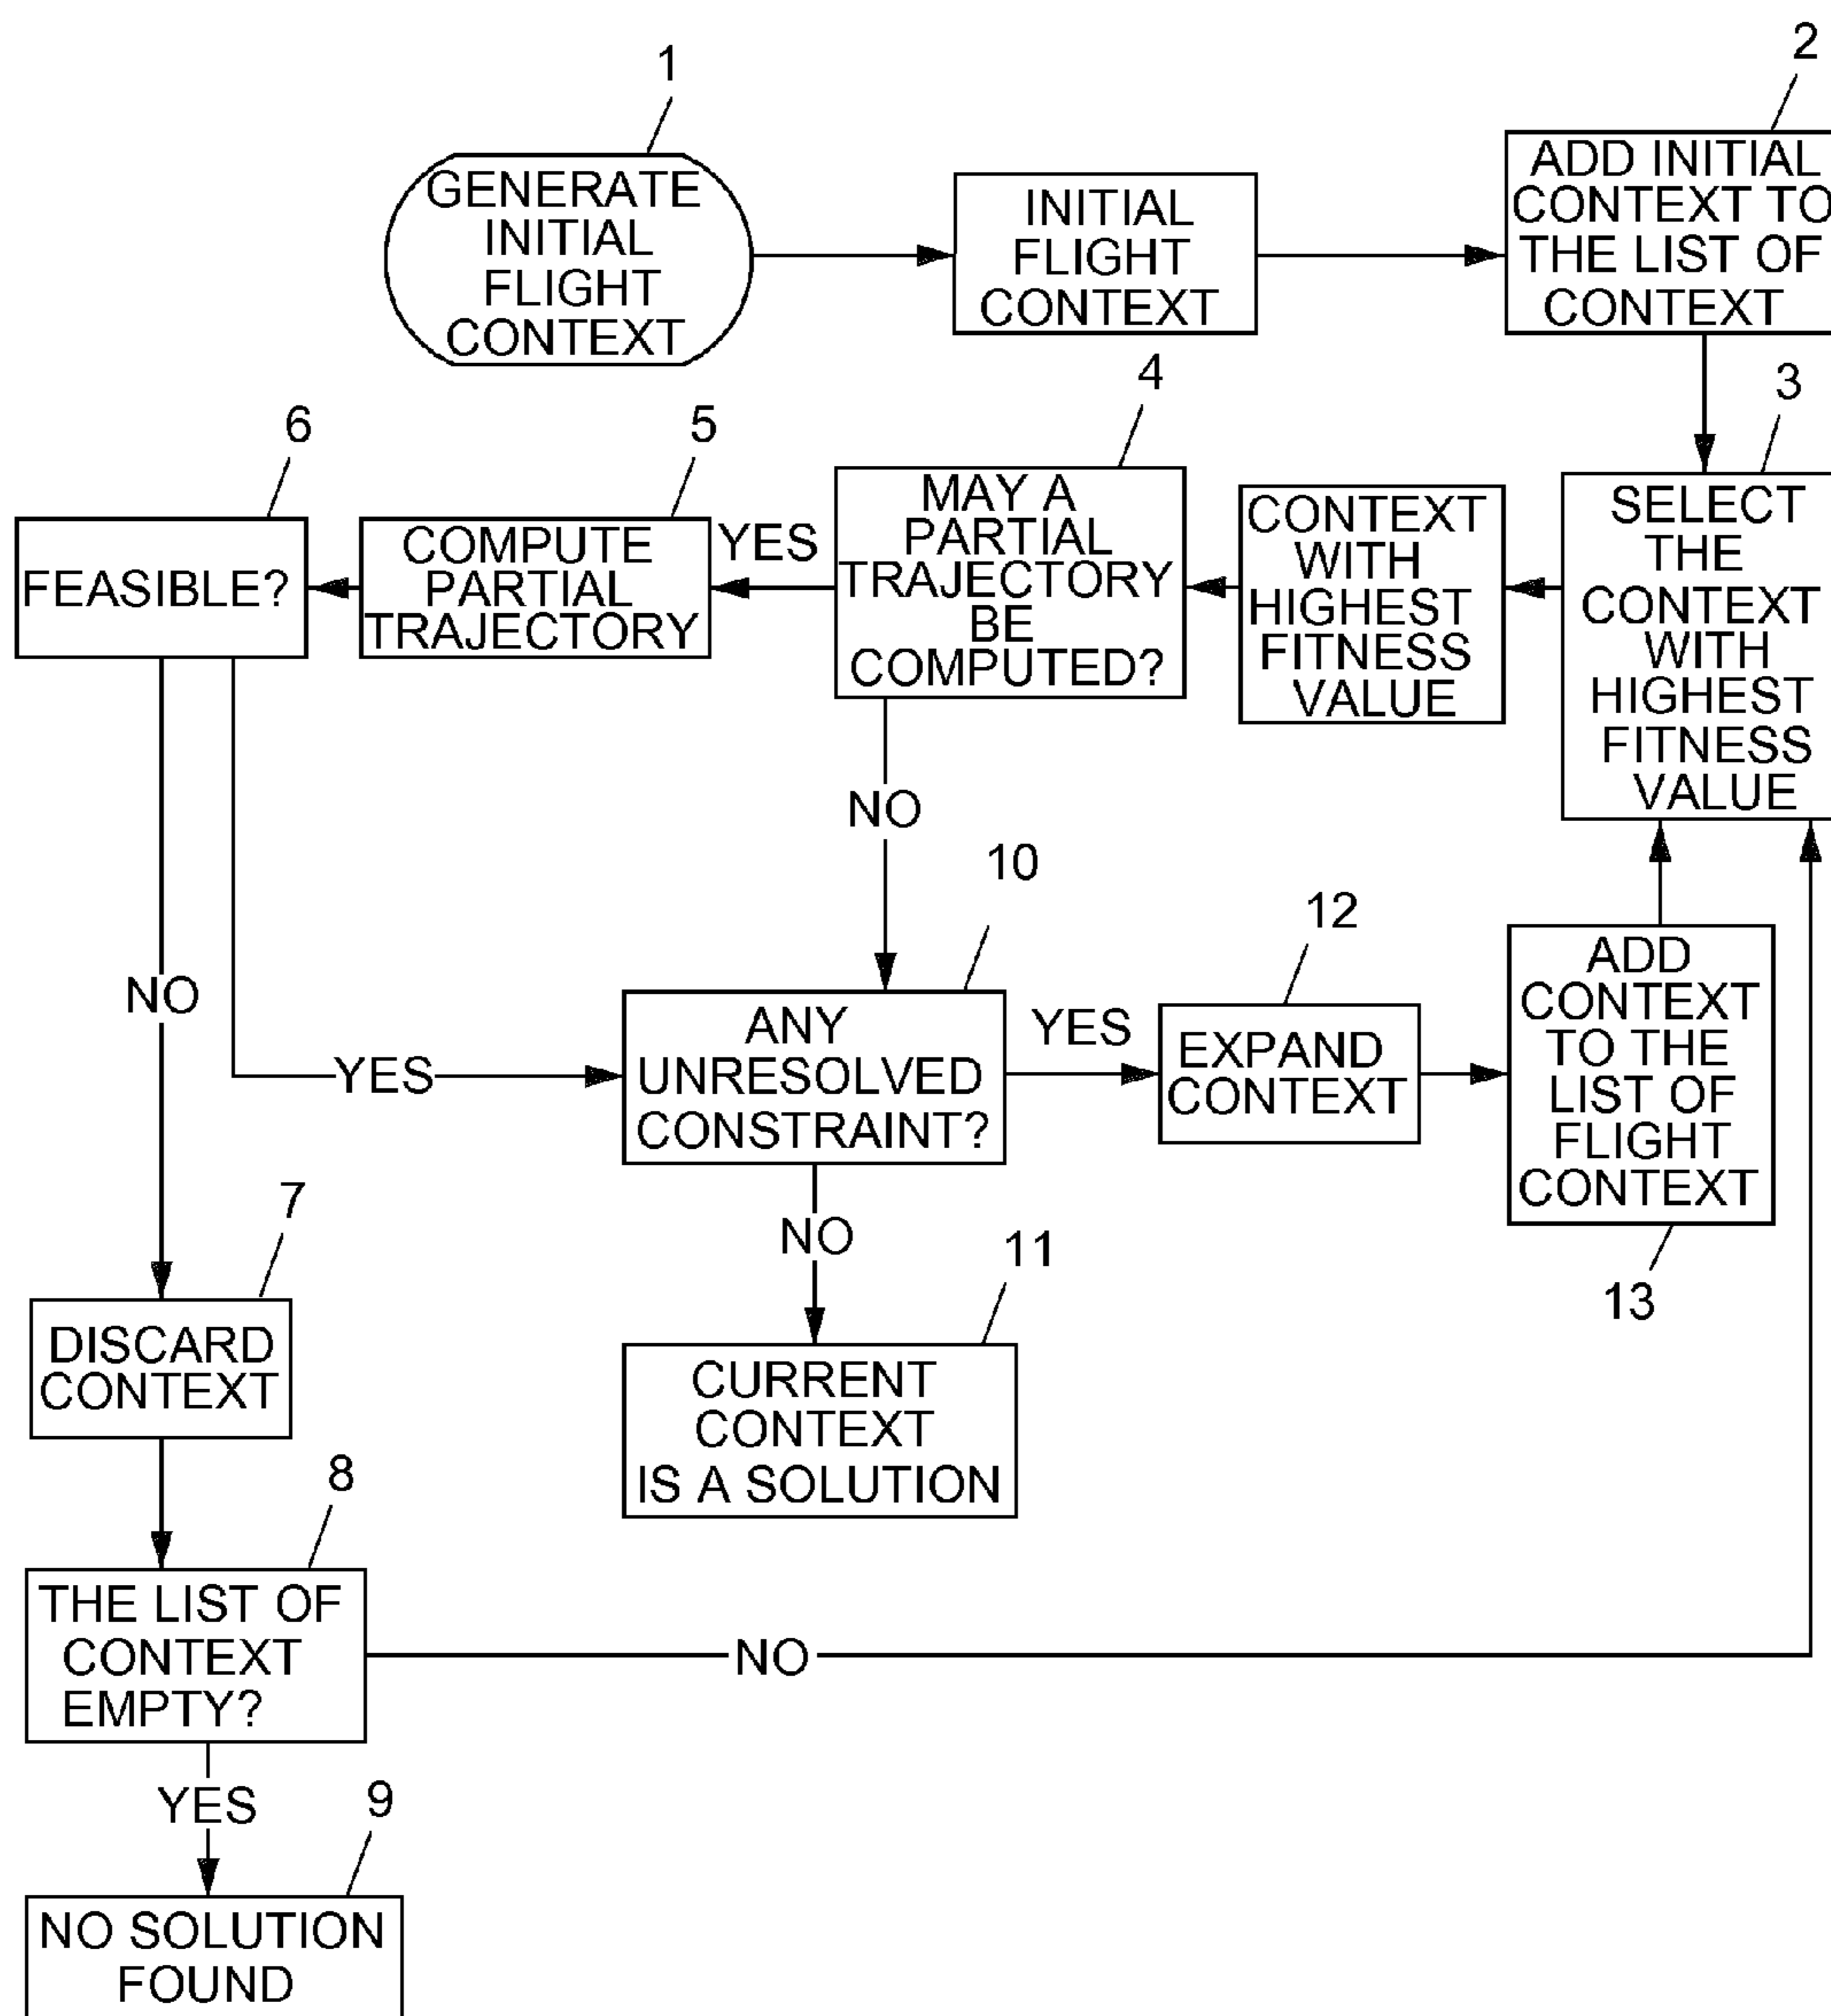 1
GENERATE
INITIAL
FLIGHT
CONTEXT
INITIAL
FLIGHT
CONTEXT
2
ADD INITIAL
CONTEXT TO
THE LIST OF
CONTEXT
6
FEASIBLE?
5
COMPUTE
PARTIAL
TRAJECTORY
YES
4
MAY A
PARTIAL
TRAJECTORY
BE
COMPUTED?
CONTEXT
WITH
HIGHEST
FITNESS
VALUE
3
SELECT
THE
CONTEXT
WITH
HIGHEST
FITNESS
VALUE
NO
NO
YES
10
ANY
UNRESOLVED
CONSTRAINT?
YES
12
EXPAND
CONTEXT
ADD
CONTEXT
TO THE
LIST OF
FLIGHT
CONTEXT
13
NO
11
CURRENT
CONTEXT
IS A SOLUTION
7
DISCARD
CONTEXT
8
THE LIST OF
CONTEXT
EMPTY?
NO
YES
9
NO SOLUTION
FOUND